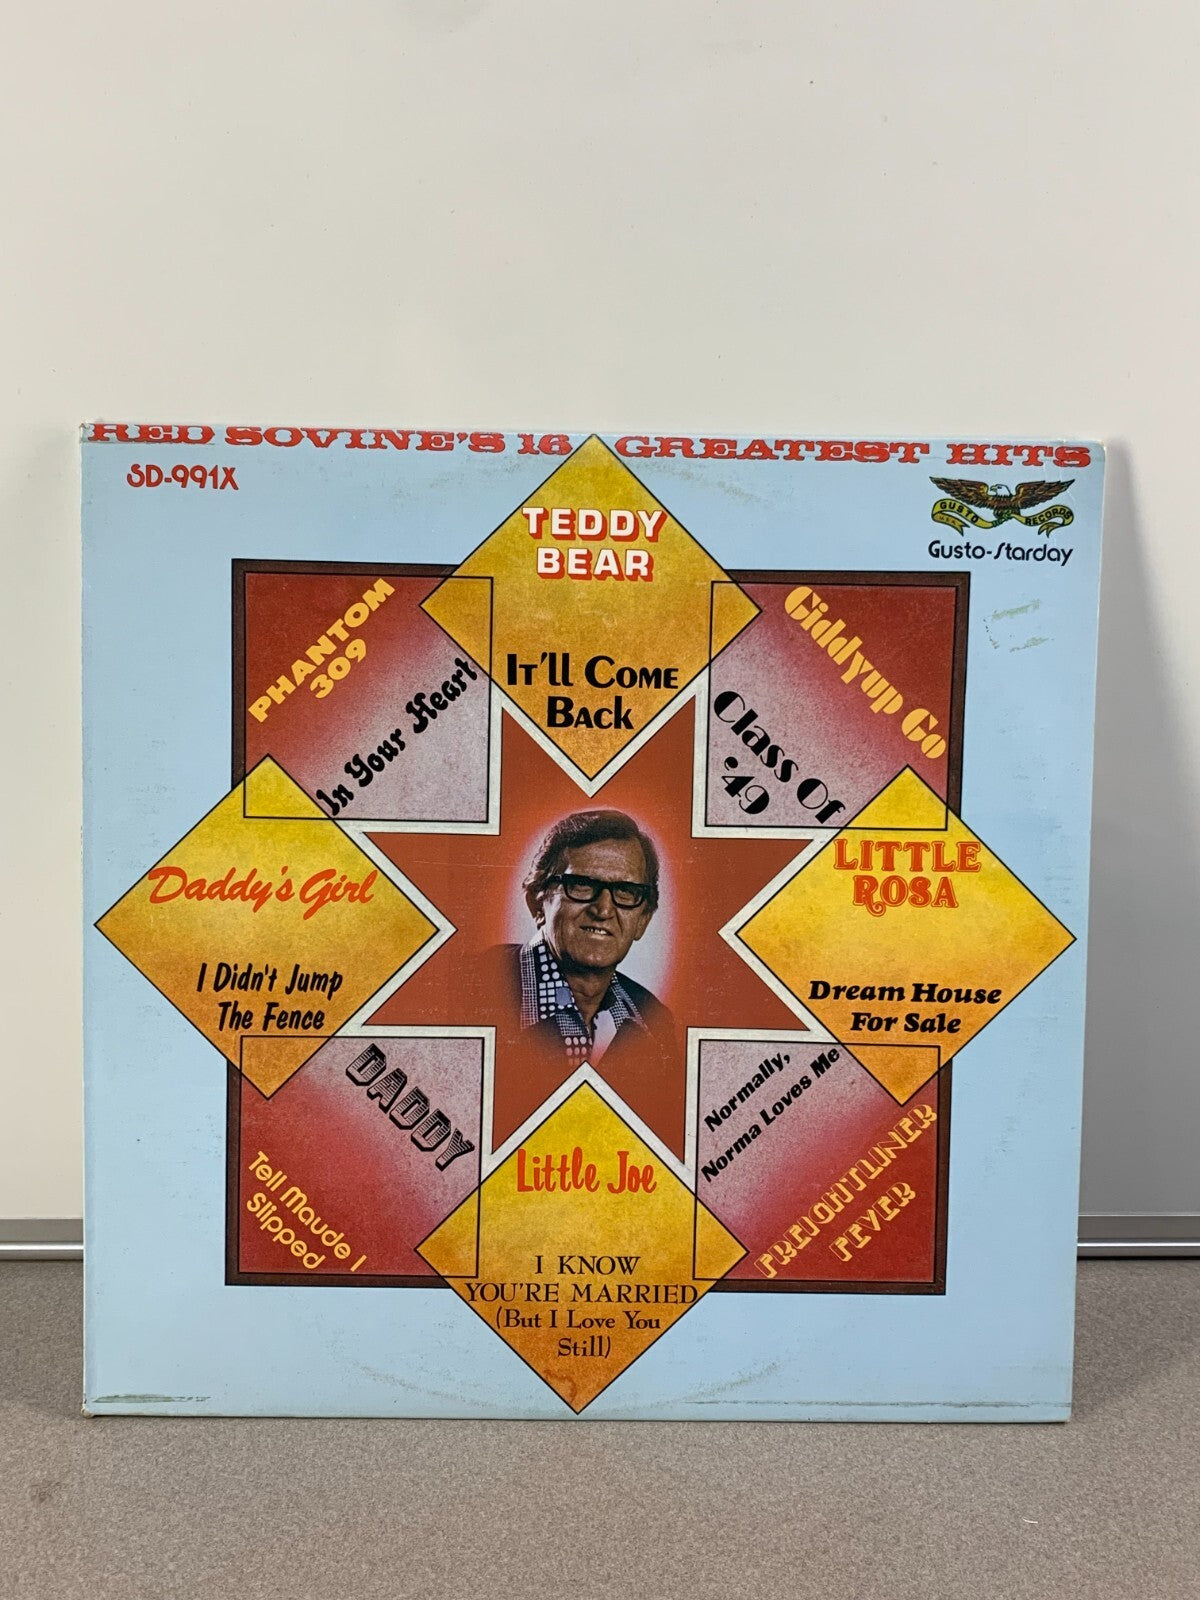 RED SOVINE'S 16 GREATEST HITS
SD-991X
GUSTO RECORDS
Gusto-Starday
TEDDY
BEAR
IT'LL COME
BACK
PHANTOM
309
In Your Heart
Giddyup Go
Class Of
'49
Daddy's Girl
I Didn't Jump
The Fence
LITTLE
ROSA
Dream House
For Sale
DADDY
Tell Maude I
Slipped
Little Joe
I KNOW
YOU'RE MARRIED
(But I Love You
Still)
Normally,
Norma Loves Me
FREIGHTLINER
FEVER